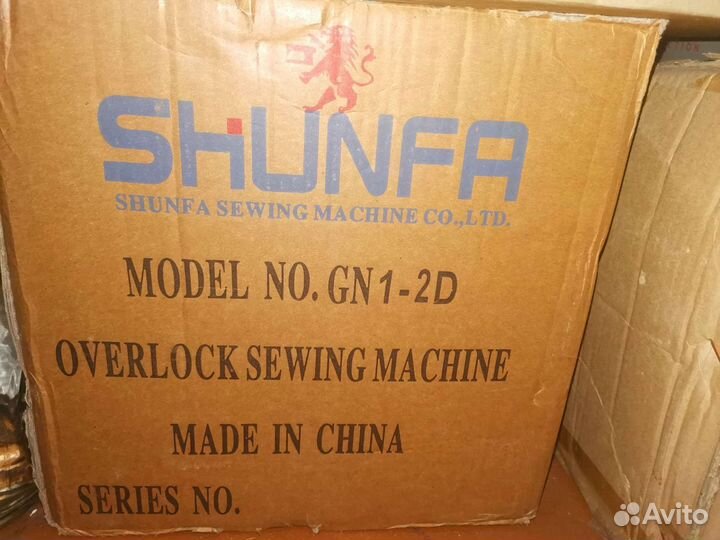 SHUNFA
SHUNFA SEWING MACHINE CO.,LTD.
MODEL NO. GN1-2D
OVERLOCK SEWING MACHINE
MADE IN CHINA
SERIES NO.
Avito